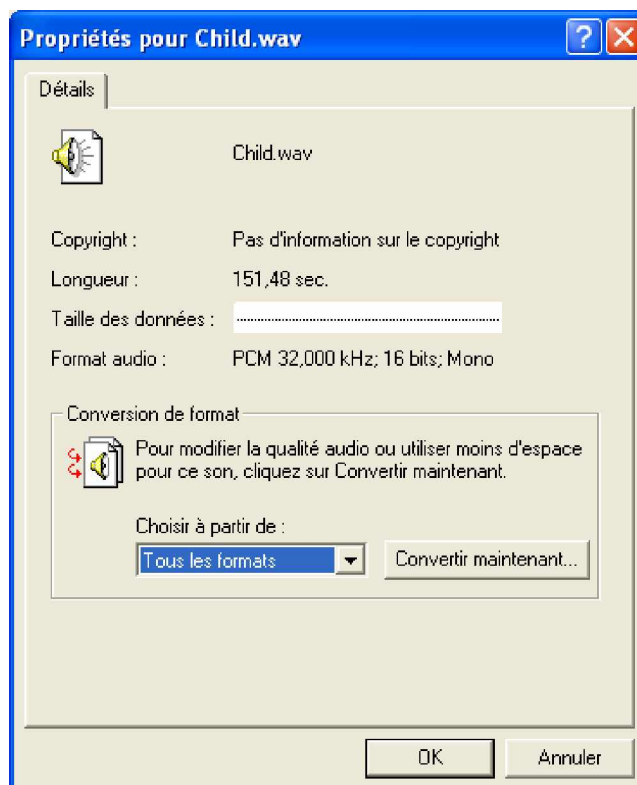 Propriétés pour Child.wav
Détails
Child.wav
Copyright : Pas d'information sur le copyright
Longueur : 151,48 sec.
Taille des données : ........................................................................
Format audio : PCM 32,000 kHz; 16 bits; Mono
Conversion de format
Pour modifier la qualité audio ou utiliser moins d'espace
pour ce son, cliquez sur Convertir maintenant.
Choisir à partir de :
Tous les formats Convertir maintenant...
OK Annuler